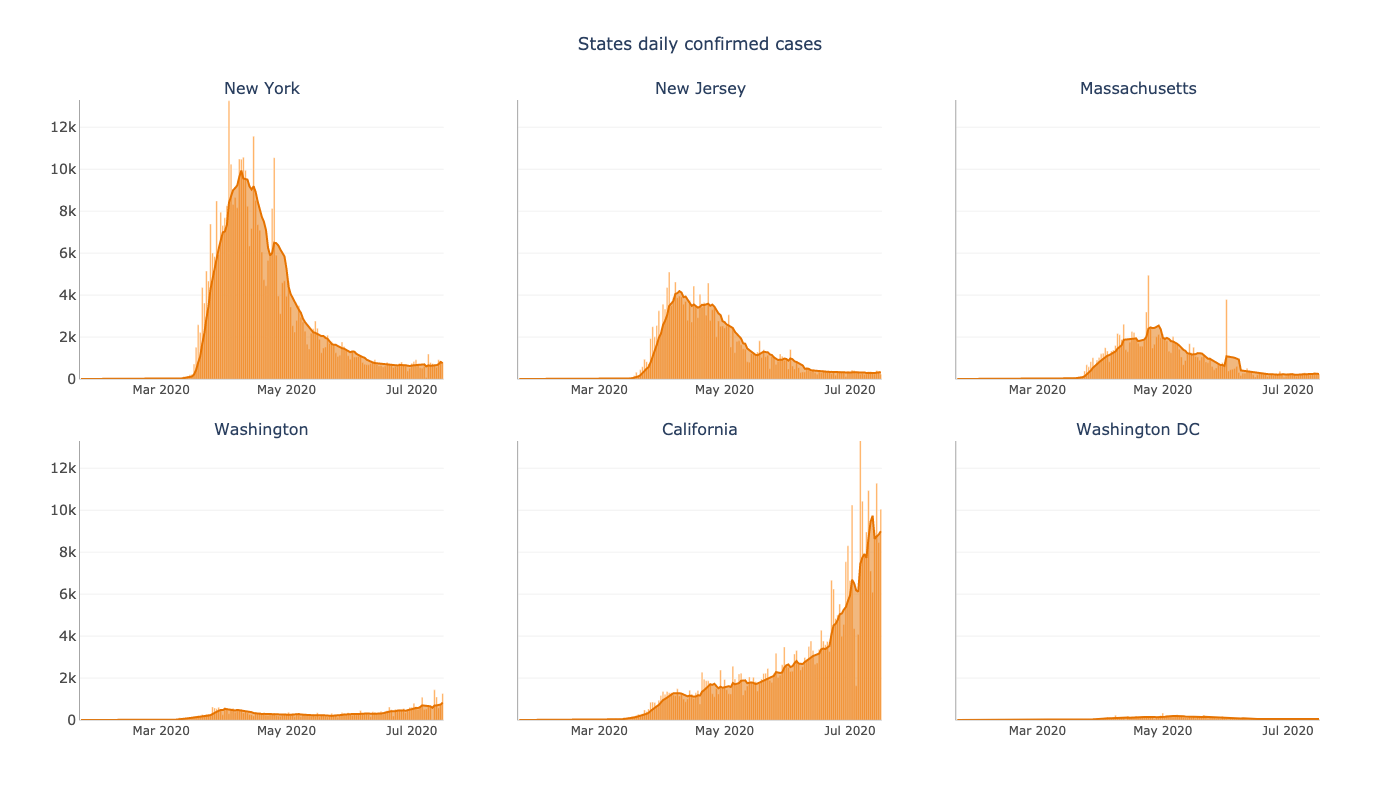 States daily confirmed cases
New York
New Jersey
Massachusetts
12k
10k
8k
6k
4k
2k
0
Mar 2020
May 2020
Jul 2020
Mar 2020
May 2020
Jul 2020
Mar 2020
May 2020
Jul 2020
Washington
California
Washington DC
12k
10k
8k
6k
4k
2k
0
Mar 2020
May 2020
Jul 2020
Mar 2020
May 2020
Jul 2020
Mar 2020
May 2020
Jul 2020